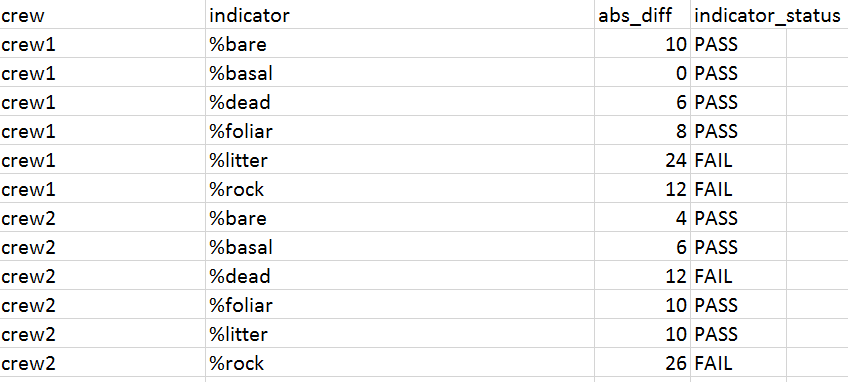 crew indicator abs_diff indicator_status
crew1 %bare 10 PASS
crew1 %basal 0 PASS
crew1 %dead 6 PASS
crew1 %foliar 8 PASS
crew1 %litter 24 FAIL
crew1 %rock 12 FAIL
crew2 %bare 4 PASS
crew2 %basal 6 PASS
crew2 %dead 12 FAIL
crew2 %foliar 10 PASS
crew2 %litter 10 PASS
crew2 %rock 26 FAIL